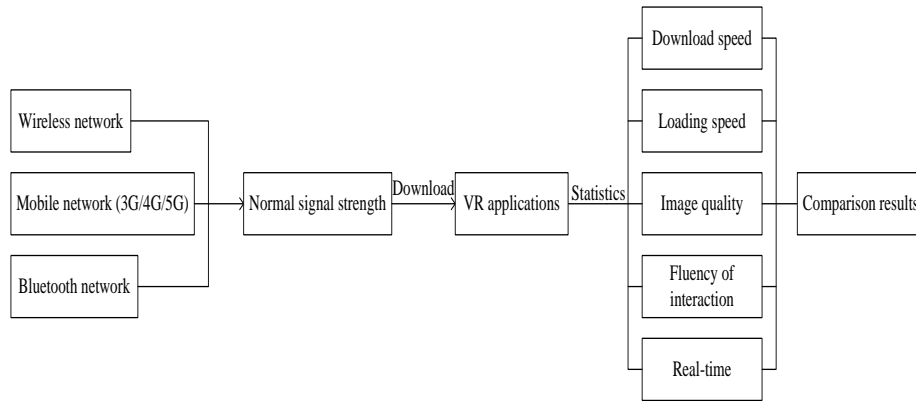 Wireless network
Mobile network (3G/4G/5G)
Bluetooth network
Normal signal strength
Download
VR applications
Statistics
Download speed
Loading speed
Image quality
Fluency of
interaction
Real-time
Comparison results